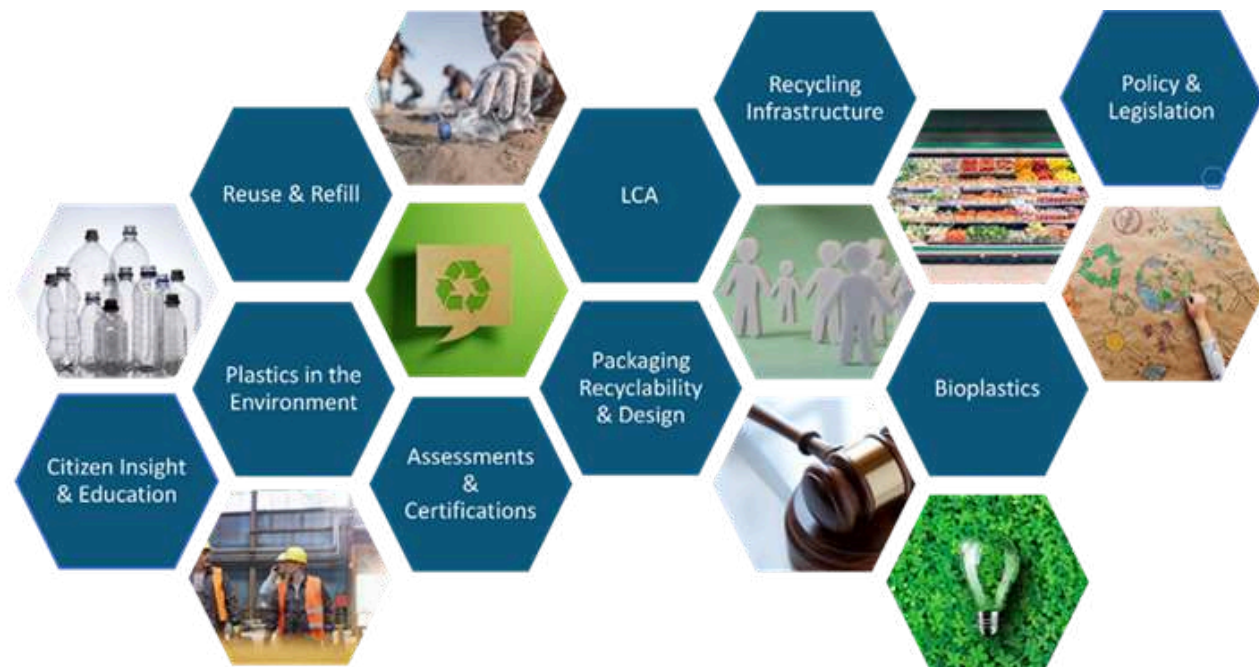 Recycling
Infrastructure
Policy &
Legislation
Reuse & Refill
LCA
Plastics in the
Environment
Packaging
Recyclability
& Design
Bioplastics
Citizen Insight
& Education
Assessments
&
Certifications